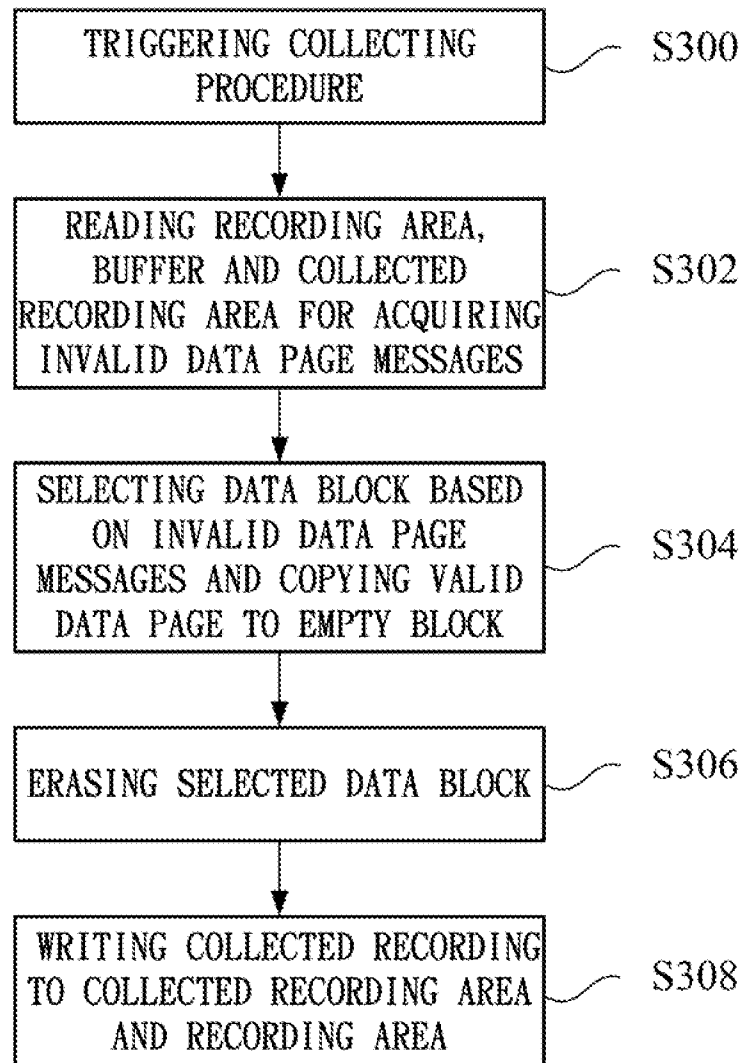 TRIGGERING COLLECTING
PROCEDURE
S300
READING RECORDING AREA,
BUFFER AND COLLECTED
RECORDING AREA FOR ACQUIRING
INVALID DATA PAGE MESSAGES
S302
SELECTING DATA BLOCK BASED
ON INVALID DATA PAGE
MESSAGES AND COPYING VALID
DATA PAGE TO EMPTY BLOCK
S304
ERASING SELECTED DATA BLOCK
S306
WRITING COLLECTED RECORDING
TO COLLECTED RECORDING AREA
AND RECORDING AREA
S308